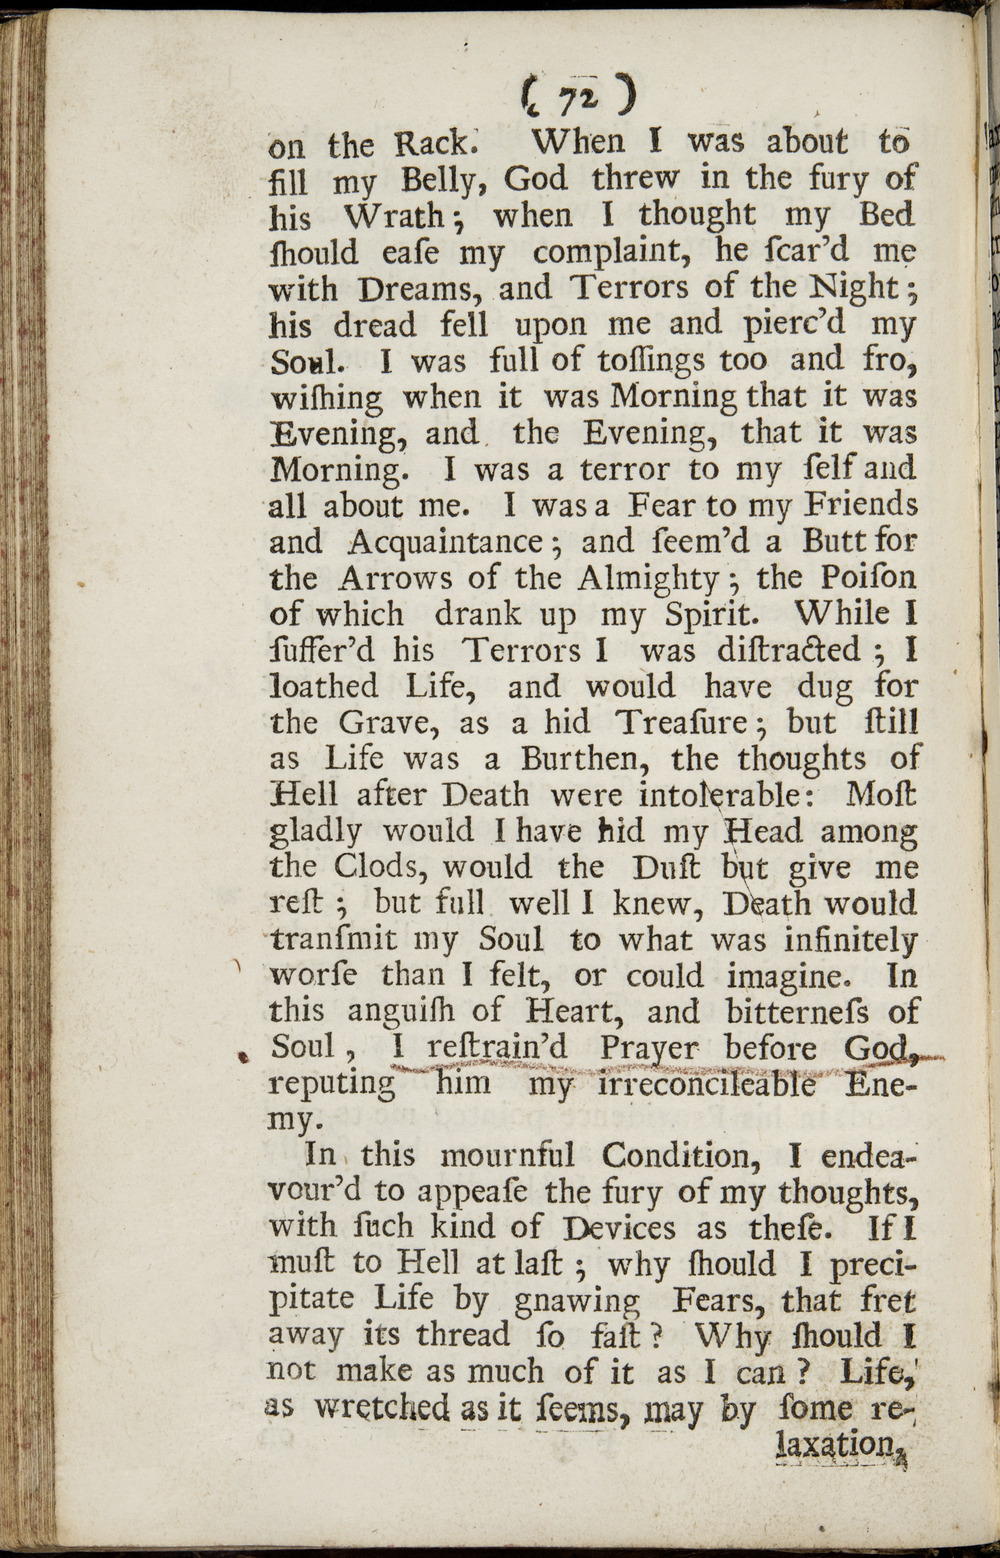 ( 72 )
on the Rack. When I was about to
fill my Belly, God threw in the fury of
his Wrath; when I thought my Bed
ſhould eaſe my complaint, he ſcar’d me
with Dreams, and Terrors of the Night;
his dread fell upon me and pierc’d my
Soul. I was full of toſſings too and fro,
wiſhing when it was Morning that it was
Evening, and the Evening, that it was
Morning. I was a terror to my ſelf and
all about me. I was a Fear to my Friends
and Acquaintance; and ſeem’d a Butt for
the Arrows of the Almighty; the Poiſon
of which drank up my Spirit. While I
ſuffer’d his Terrors I was diſtracted; I
loathed Life, and would have dug for
the Grave, as a hid Treaſure; but ſtill
as Life was a Burthen, the thoughts of
Hell after Death were intolerable: Moſt
gladly would I have hid my Head among
the Clods, would the Duſt but give me
reſt; but full well I knew, Death would
tranſmit my Soul to what was infinitely
worſe than I felt, or could imagine. In
this anguiſh of Heart, and bitterneſs of
Soul, I reſtrain’d Prayer before God,
reputing him my irreconcileable Ene-
my.
In this mournful Condition, I endea-
vour’d to appeaſe the fury of my thoughts,
with ſuch kind of Devices as theſe. If I
muſt to Hell at laſt; why ſhould I preci-
pitate Life by gnawing Fears, that fret
away its thread ſo faſt? Why ſhould I
not make as much of it as I can? Life,
as wretched as it ſeems, may by ſome re-
laxation,